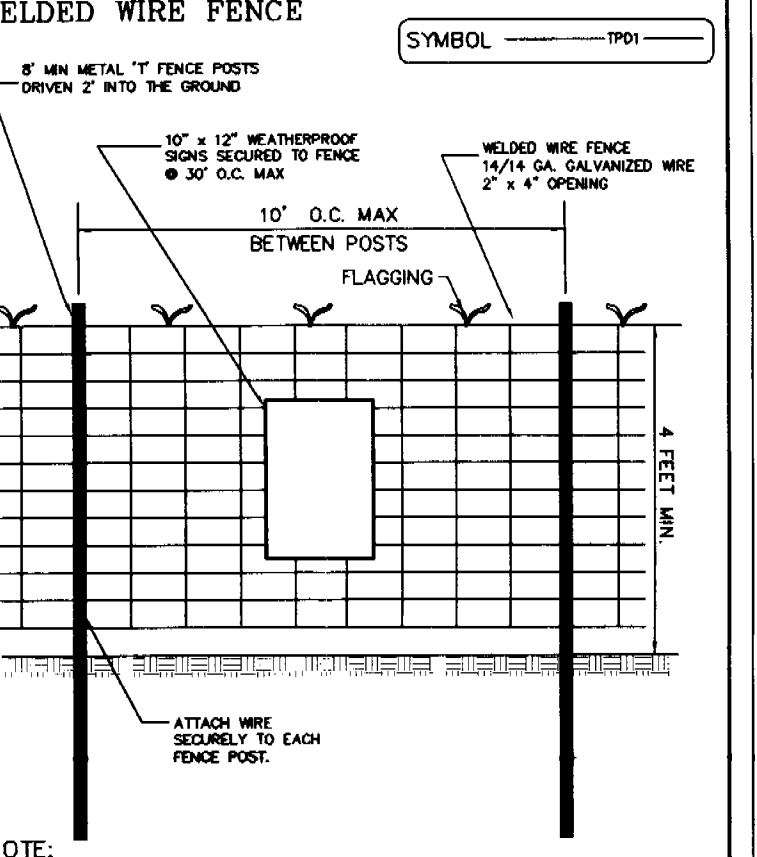 ELDED WIRE FENCE
SYMBOL TPD1
8' MIN METAL 'T' FENCE POSTS
DRIVEN 2' INTO THE GROUND
10" x 12" WEATHERPROOF
SIGNS SECURED TO FENCE
@ 30' O.C. MAX
WELDED WIRE FENCE
14/14 GA. GALVANIZED WIRE
2" x 4" OPENING
10' O.C. MAX
BETWEEN POSTS
FLAGGING
4 FEET MIN.
ATTACH WIRE
SECURELY TO EACH
FENCE POST.
OTE: